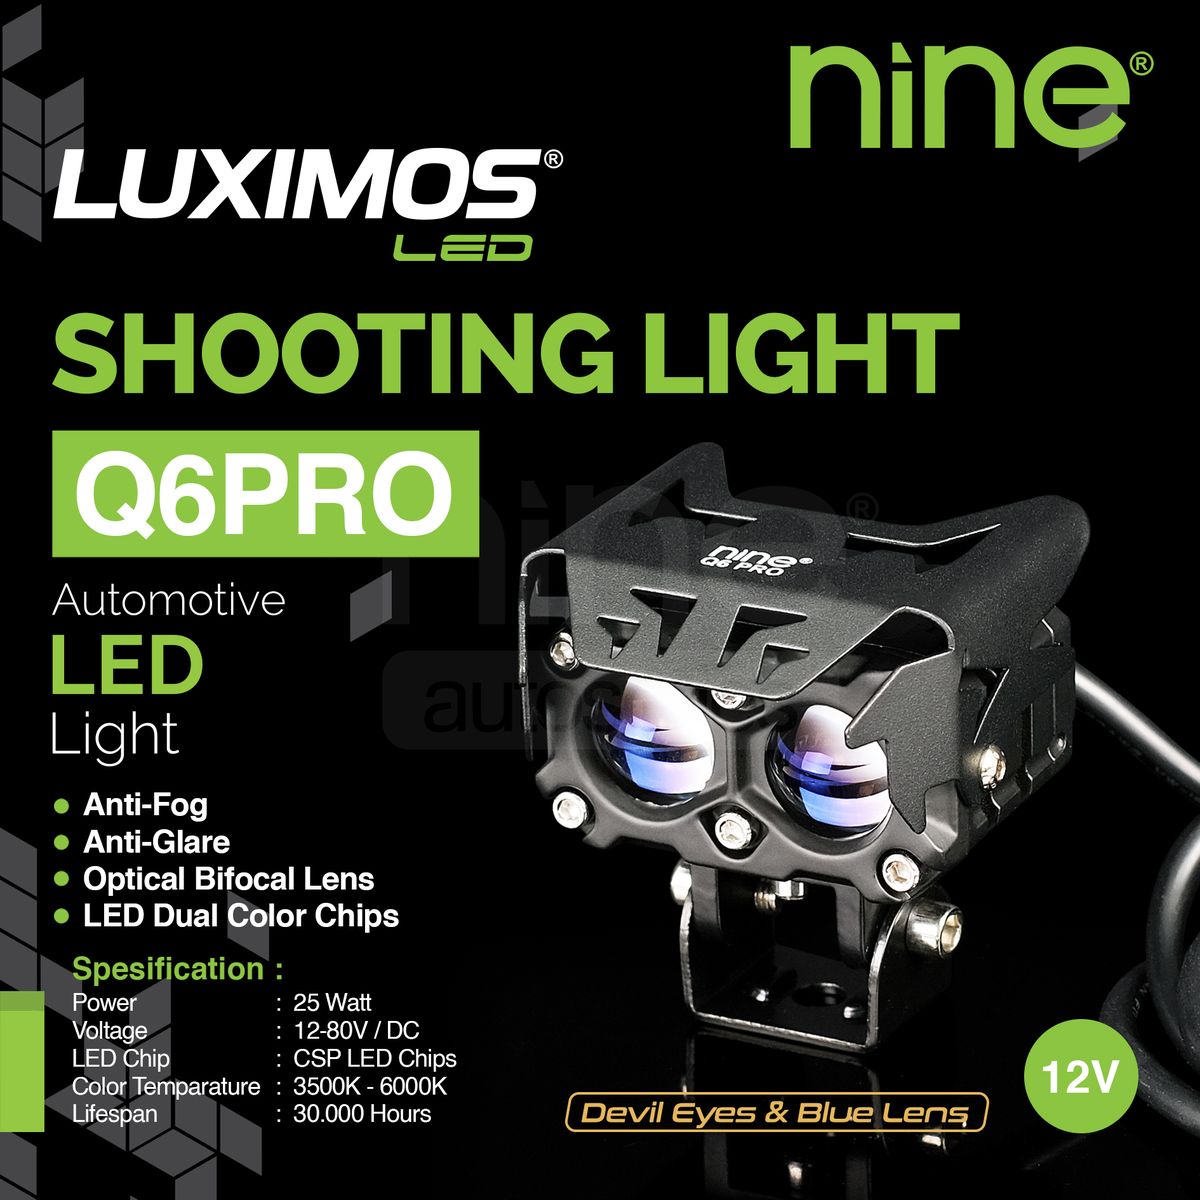 nine®
LUXIMOS®
LED
SHOOTING LIGHT
Q6PRO
Automotive
LED
Light
Anti-Fog
Anti-Glare
Optical Bifocal Lens
LED Dual Color Chips
Spesification :
Power : 25 Watt
Voltage : 12-80V / DC
LED Chip : CSP LED Chips
Color Temparature : 3500K - 6000K
Lifespan : 30.000 Hours
nine®
Q6 PRO
nine®
Devil Eyes & Blue Lens
12V